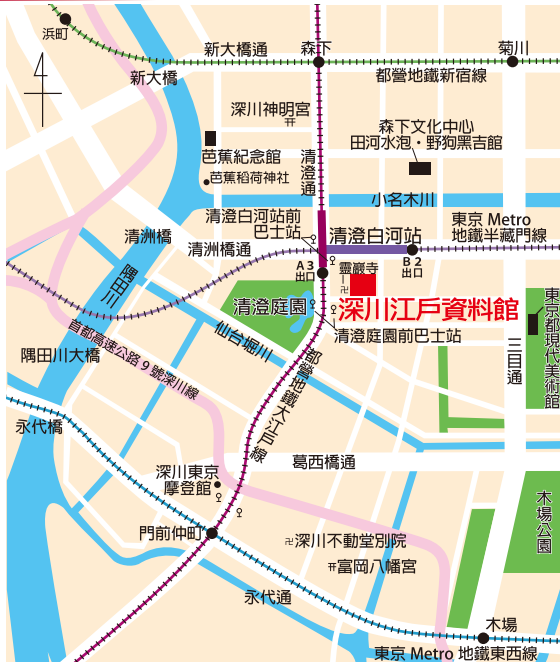 浜町
新大橋通
森下
菊川
新大橋
都營地鐵新宿線
深川神明宮
森下文化中心
田河水泡・野狗黑吉館
芭蕉紀念館
芭蕉稻荷神社
清澄通
小名木川
清澄白河站前
巴士站
清澄白河站
東京 Metro
地鐵半藏門線
清洲橋
清洲橋通
A3
出口
B2
出口
靈巖寺
隅田川
清澄庭園
深川江戶資料館
清澄庭園前巴士站
東京都現代美術館
三目通
仙台堀川
首都高速公路 9 號深川線
隅田川大橋
都營地鐵大江戶線
永代橋
葛西橋通
深川東京
摩登館
木場公園
門前仲町
卍深川不動堂別院
富岡八幡宮
永代通
木場
東京 Metro 地鐵東西線